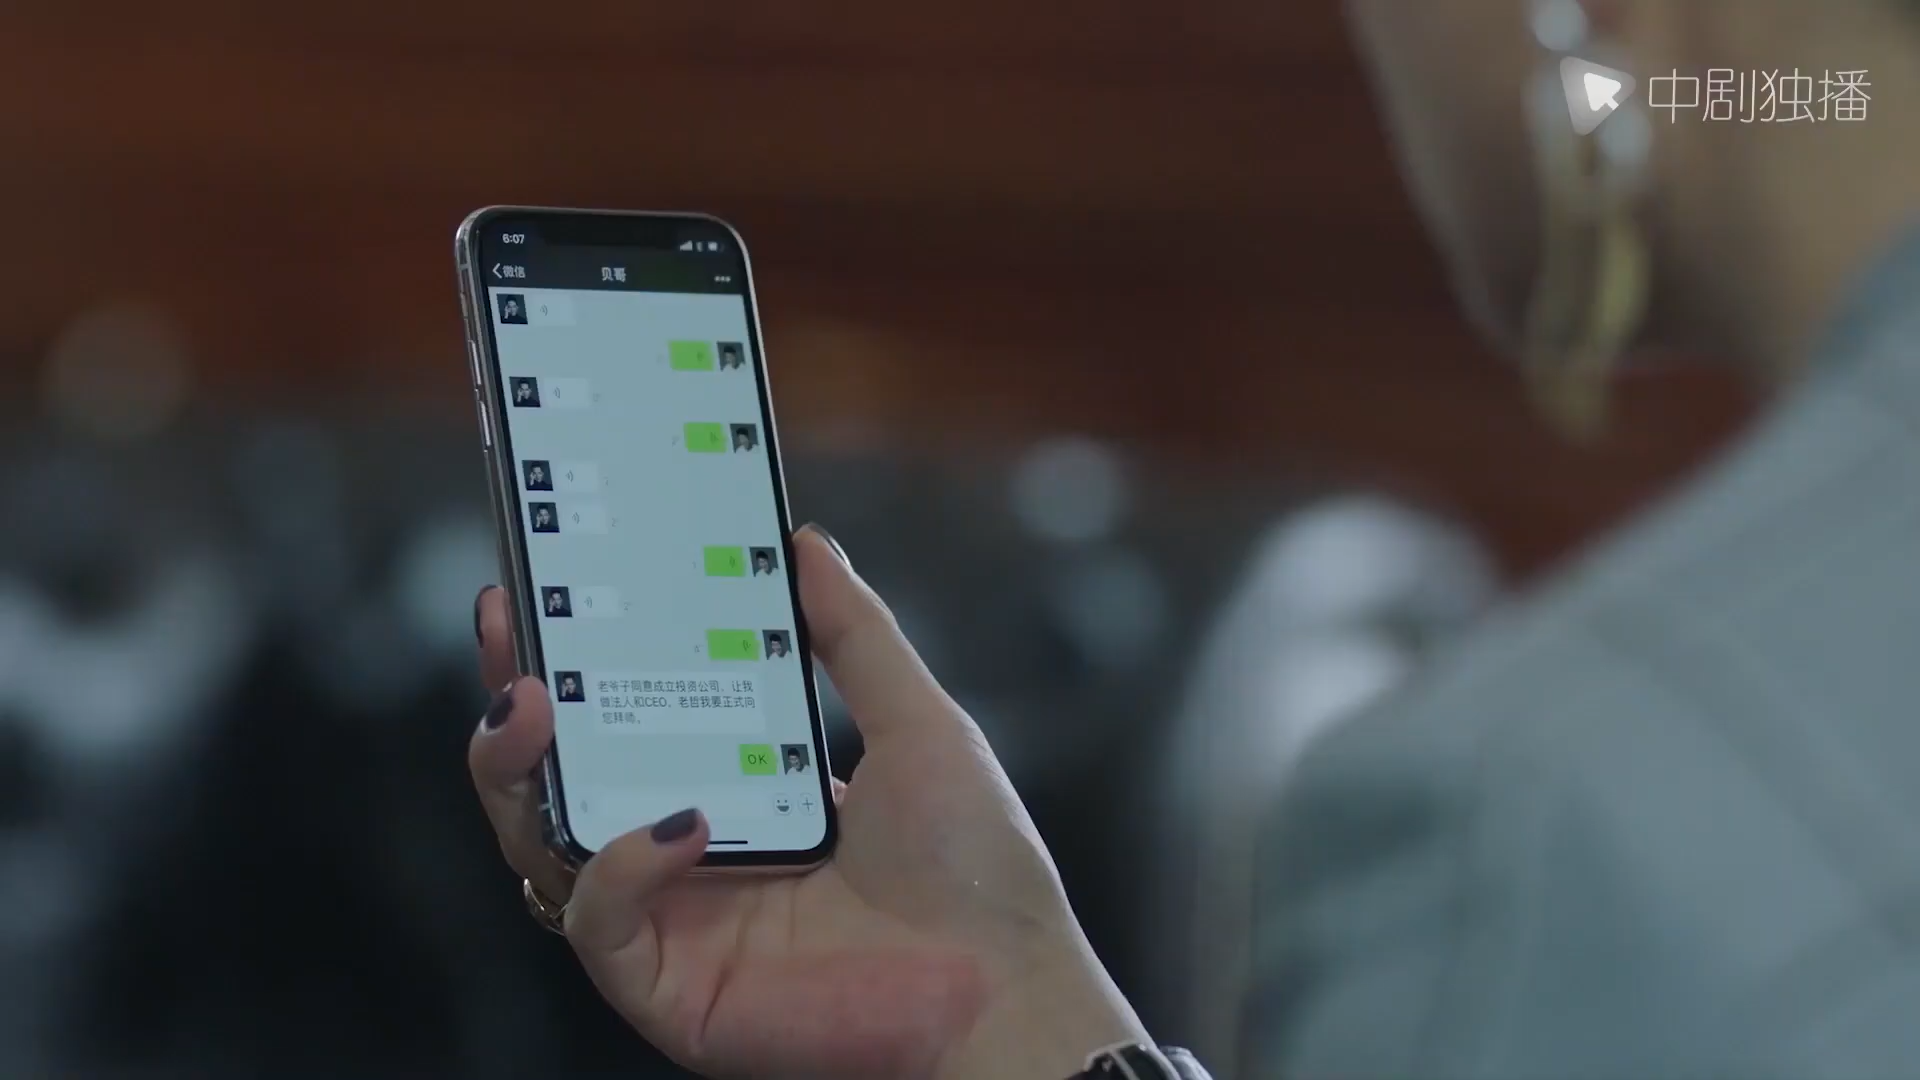 中剧独播
6:07
微信
贝哥
老爷子同意成立投资公司、让我
做法人和CEO、老哲我要正式向
您拜师。
OK